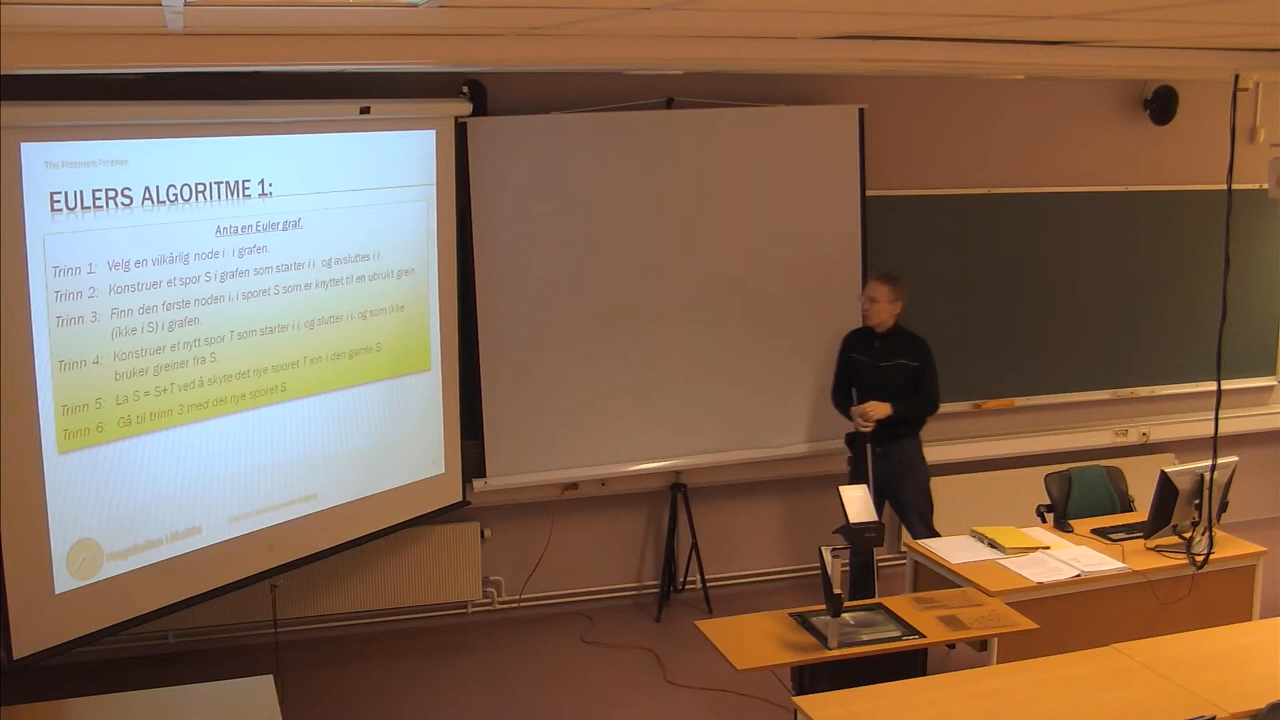 The Postmans Problem
EULERS ALGORITME 1:
Anta en Euler graf.
Trinn 1: Velg en vilkårlig node i i grafen.
Trinn 2: Konstruer et spor S i grafen som starter i i og avsluttes i i.
Trinn 3: Finn den første noden i, i sporet S som er knyttet til en ubrukt grein
(ikke i S) i grafen.
Trinn 4: Konstruer et nytt spor T som starter i i, og slutter i i, og som ikke
bruker greiner fra S.
Trinn 5: La S = S+T ved å skyte det nye sporet T inn i den gamle S
Trinn 6: Gå til trinn 3 med det nye sporet S.
Høgskolen i Molde